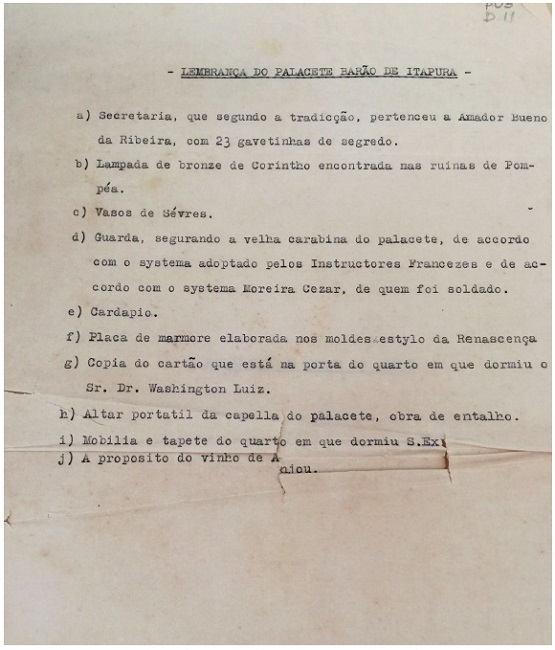 PUB
D.11
- LEMBRANÇA DO PALACETE BARÃO DE ITAPURA -
a) Secretaria, que segundo a tradicção, pertenceu a Amador Bueno
da Ribeira, com 23 gavetinhas de segredo.
b) Lampada de bronze de Corintho encontrada nas ruinas de Pom-
péa.
c) Vasos de Sévres.
d) Guarda, segurando a velha carabina do palacete, de accordo
com o systema adoptado pelos Instructores Francezes e de ac-
cordo com o systema Moreira Cezar, de quem foi soldado.
e) Cardapio.
f) Placa de marmore elaborada nos moldes estylo da Renascença
g) Copia do cartão que está na porta do quarto em que dormiu o
Sr. Dr. Washington Luiz.
h) Altar portatil da capella do palacete, obra de entalho.
i) Mobilia e tapete do quarto em que dormiu S.Ex
j) A proposito do vinho de A
njou.